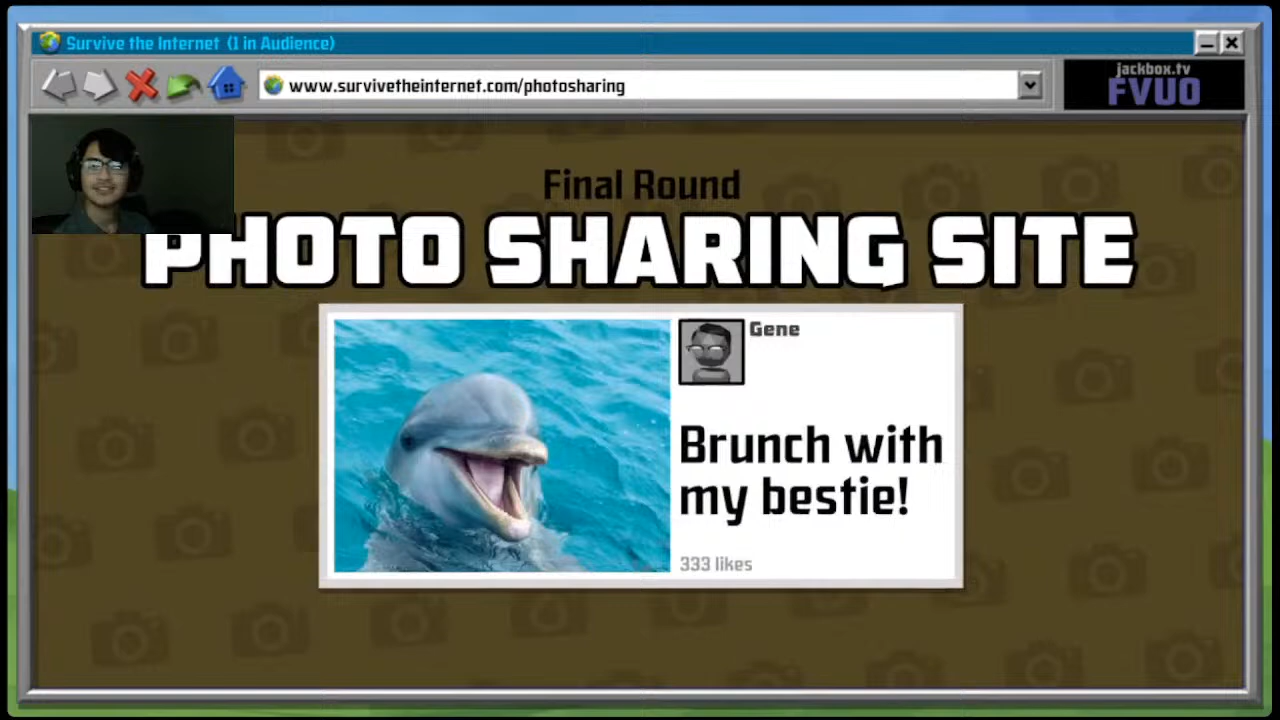 Survive the Internet (1 in Audience)
www.survivetheinternet.com/photosharing
jackbox.tv
FVUO
Final Round
PHOTO SHARING SITE
Gene
Brunch with
my bestie!
333 likes